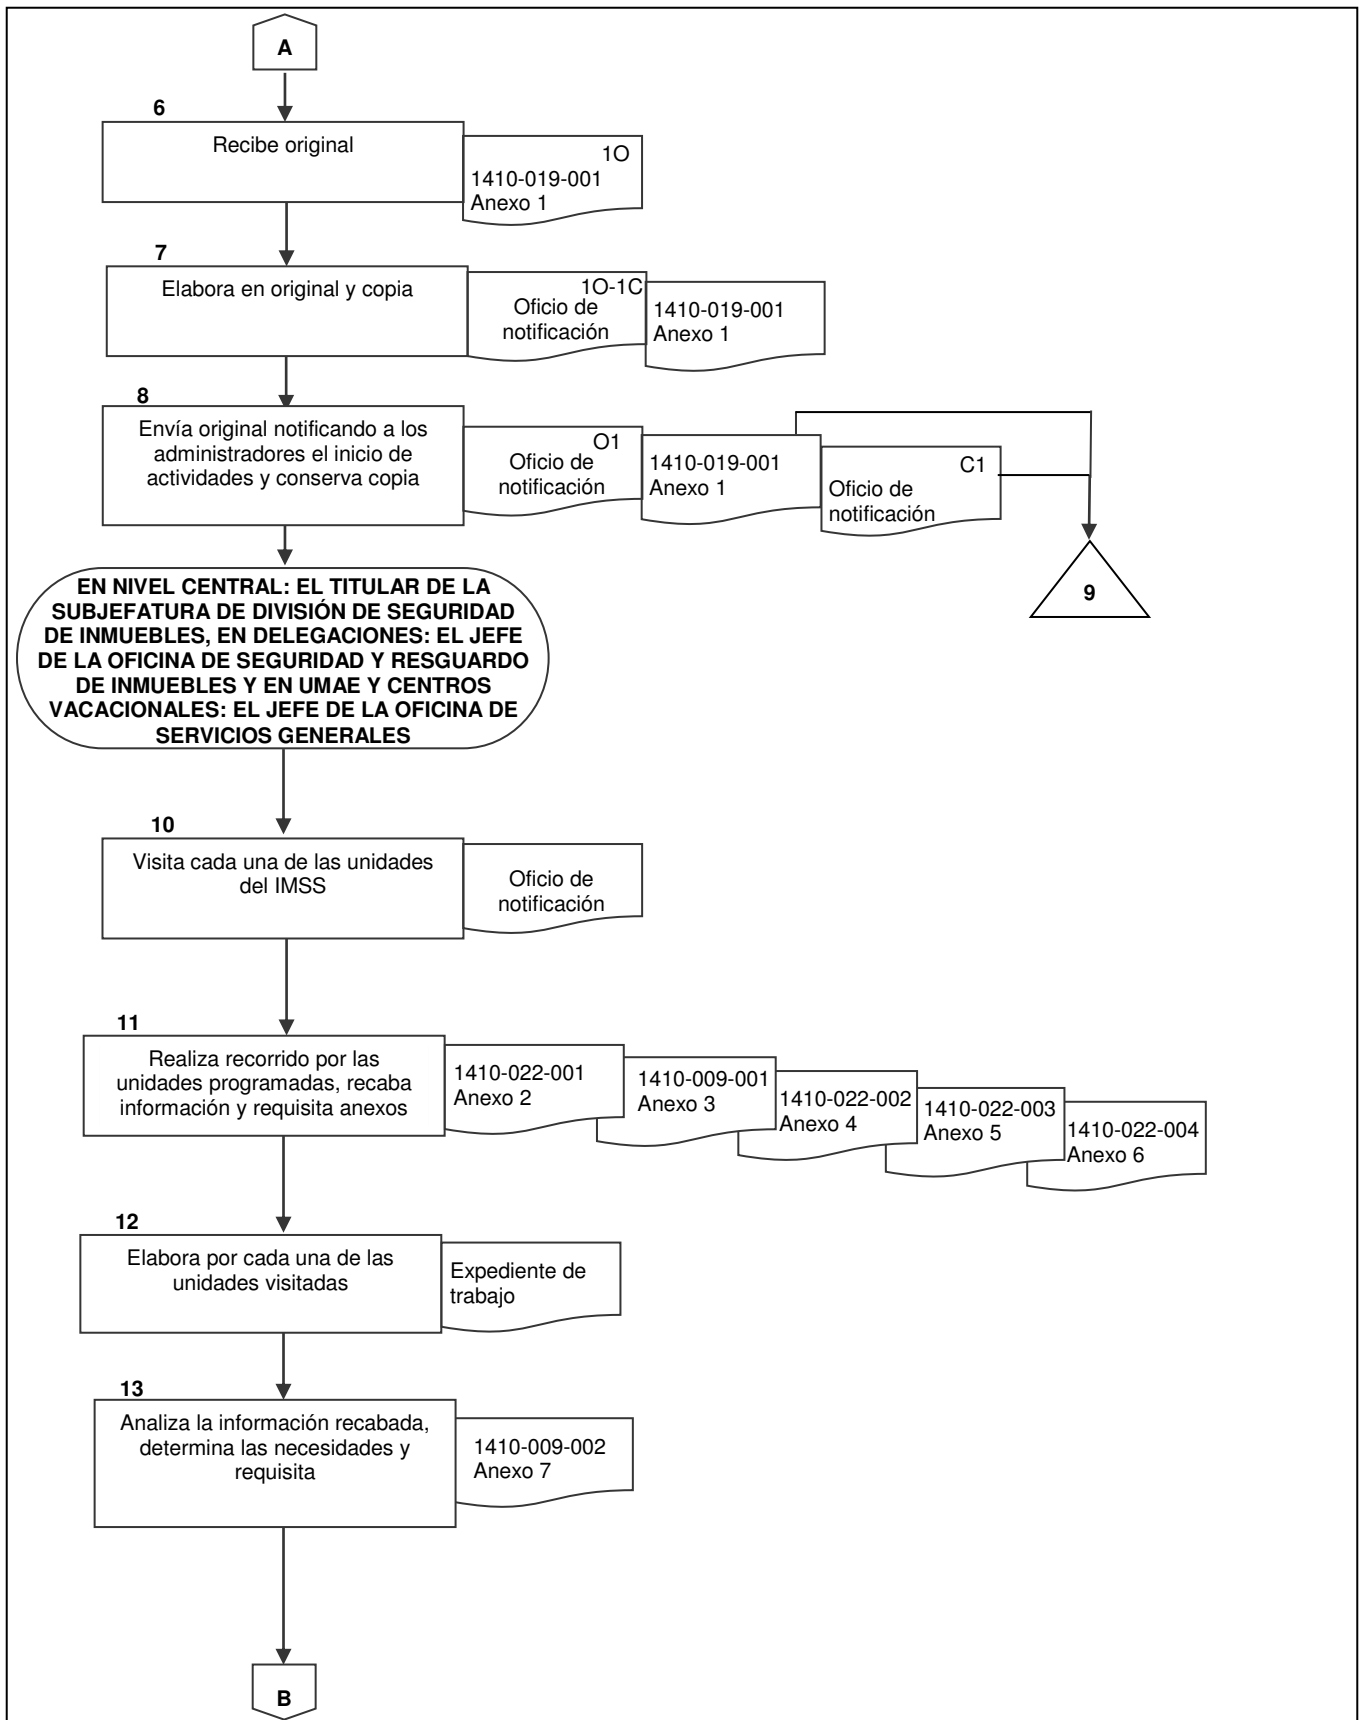 A
6
Recibe original
1O
1410-019-001
Anexo 1
7
Elabora en original y copia
1O-1C
Oficio de
notificación
1410-019-001
Anexo 1
8
Envía original notificando a los
administradores el inicio de
actividades y conserva copia
O1
Oficio de
notificación
1410-019-001
Anexo 1
C1
Oficio de
notificación
9
EN NIVEL CENTRAL: EL TITULAR DE LA
SUBJEFATURA DE DIVISIÓN DE SEGURIDAD
DE INMUEBLES, EN DELEGACIONES: EL JEFE
DE LA OFICINA DE SEGURIDAD Y RESGUARDO
DE INMUEBLES Y EN UMAE Y CENTROS
VACACIONALES: EL JEFE DE LA OFICINA DE
SERVICIOS GENERALES
10
Visita cada una de las unidades
del IMSS
Oficio de
notificación
11
Realiza recorrido por las
unidades programadas, recaba
información y requisita anexos
1410-022-001
Anexo 2
1410-009-001
Anexo 3
1410-022-002
Anexo 4
1410-022-003
Anexo 5
1410-022-004
Anexo 6
12
Elabora por cada una de las
unidades visitadas
Expediente de
trabajo
13
Analiza la información recabada,
determina las necesidades y
requisita
1410-009-002
Anexo 7
B